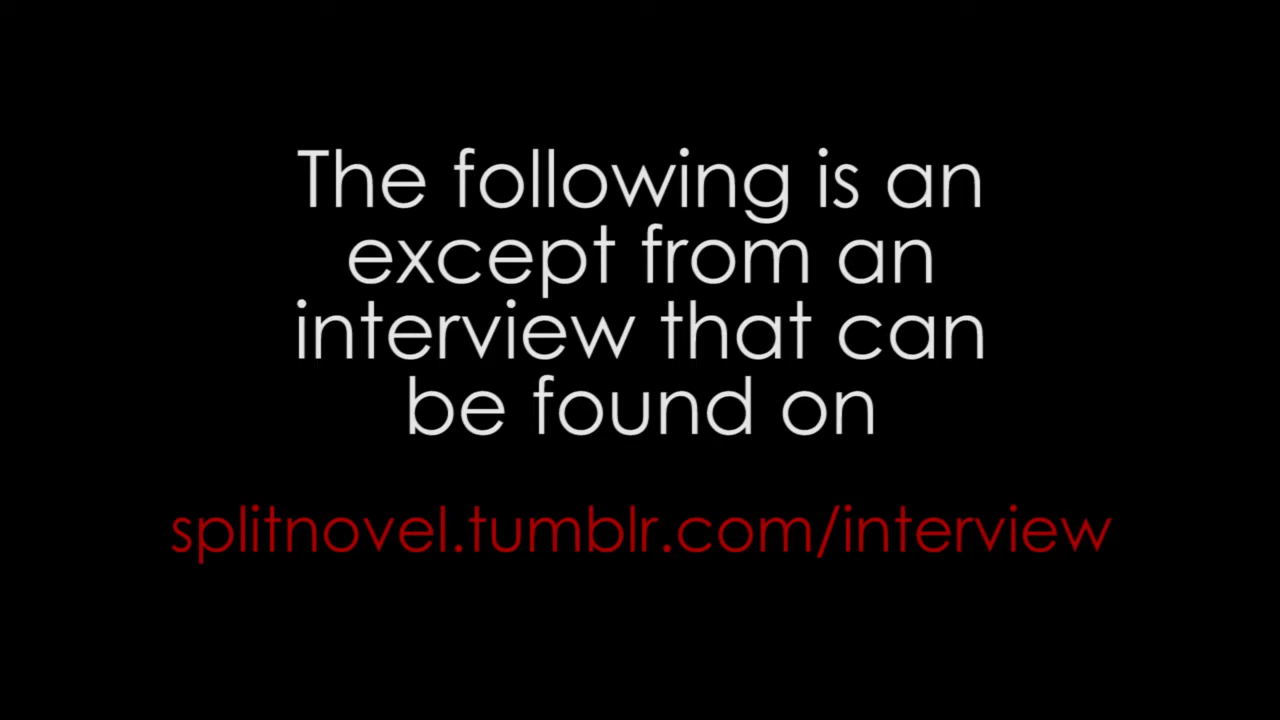 The following is an
except from an
interview that can
be found on
splitnovel.tumblr.com/interview